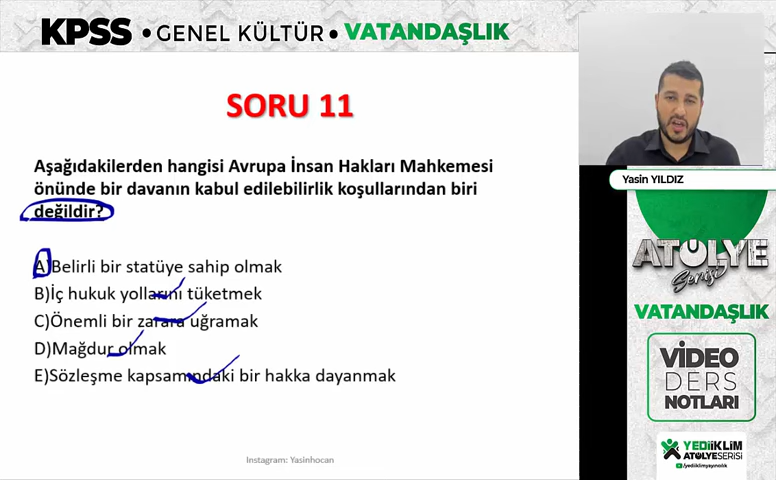 KPSS • GENEL KÜLTÜR • VATANDAŞLIK
SORU 11
Aşağıdakilerden hangisi Avrupa İnsan Hakları Mahkemesi
önünde bir davanın kabul edilebilirlik koşullarından biri
değildir?
A)Belirli bir statüye sahip olmak
B)İç hukuk yollarını tüketmek
C)Önemli bir zarara uğramak
D)Mağdur olmak
E)Sözleşme kapsamındaki bir hakka dayanmak
Instagram: Yasinhocan
Yasin YILDIZ
ATÖLYE
Serisi
VATANDAŞLIK
VİDEO
DERS
NOTLARI
YEDİİKLİM
ATÖLYESERİSİ
/yediiklimyayincilik